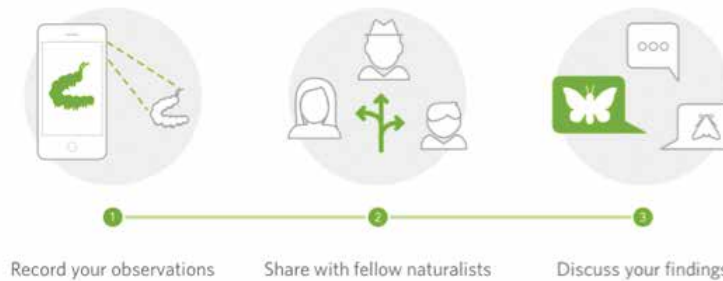 1
2
3
Record your observations
Share with fellow naturalists
Discuss your findings